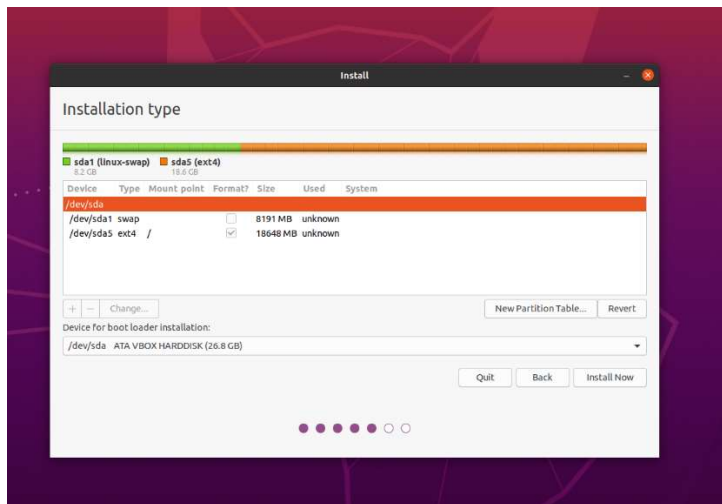 Install
Installation type
sda1 (linux-swap) sda5 (ext4)
8.2 GB 18.6 GB
Device Type Mount point Format? Size Used System
/dev/sda
/dev/sda1 swap 8191 MB unknown
/dev/sda5 ext4 / 18648 MB unknown
+ - Change... New Partition Table... Revert
Device for boot loader installation:
/dev/sda ATA VBOX HARDDISK (26.8 GB)
Quit Back Install Now